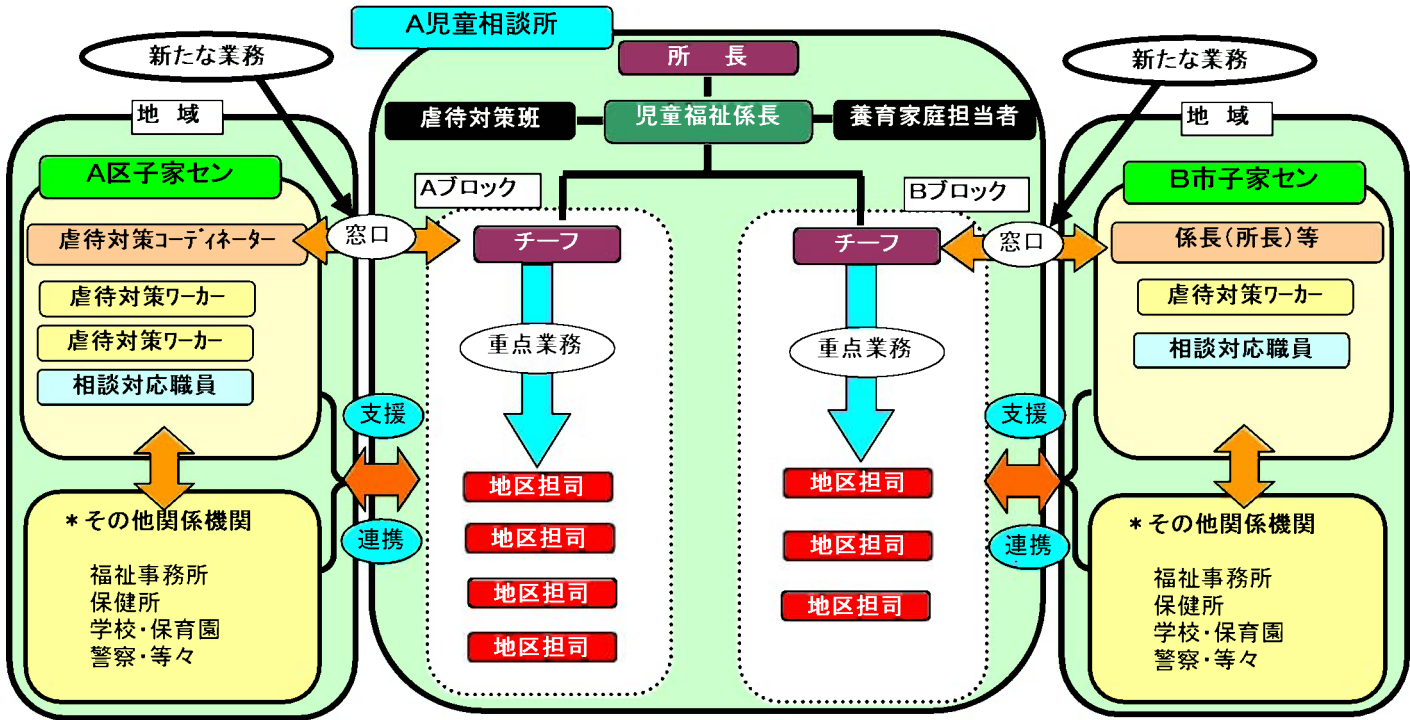 A児童相談所
所 長
虐待対策班
児童福祉係長
養育家庭担当者
新たな業務
地 域
A区子家セン
虐待対策コーディネーター
虐待対策ワーカー
虐待対策ワーカー
相談対応職員
窓口
*その他関係機関
福祉事務所
保健所
学校・保育園
警察・等々
支援
連携
Aブロック
チーフ
重点業務
地区担司
地区担司
地区担司
地区担司
Bブロック
チーフ
重点業務
地区担司
地区担司
地区担司
新たな業務
地 域
B市子家セン
窓口
係長(所長)等
虐待対策ワーカー
相談対応職員
支援
連携
*その他関係機関
福祉事務所
保健所
学校・保育園
警察・等々